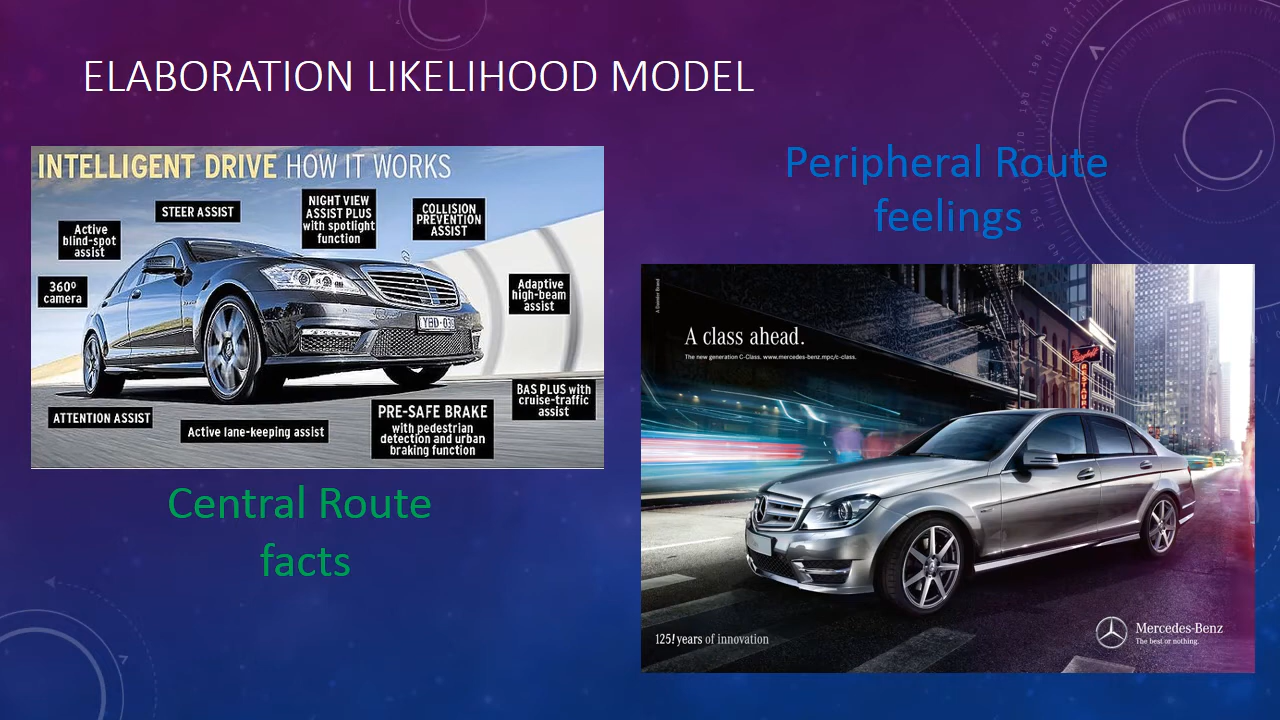 ELABORATION LIKELIHOOD MODEL
INTELLIGENT DRIVE HOW IT WORKS
STEER ASSIST
NIGHT VIEW
ASSIST PLUS
with spotlight
function
COLLISION
PREVENTION
ASSIST
Active
blind-spot
assist
360º
camera
Adaptive
high-beam
assist
BAS PLUS with
cruise-traffic
assist
ATTENTION ASSIST
Active lane-keeping assist
PRE-SAFE BRAKE
with pedestrian
detection and urban
braking function
Central Route
facts
Peripheral Route
feelings
A Daimler Brand
A class ahead.
The new generation C-Class. www.mercedes-benz.mpc/c-class.
RESTAURA
125! years of innovation
Mercedes-Benz
The best or nothing.